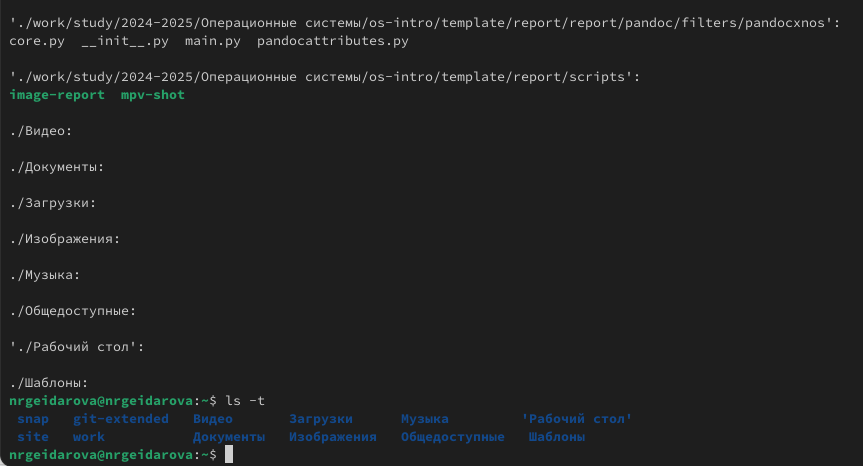 './work/study/2024-2025/Операционные системы/os-intro/template/report/report/pandoc/filters/pandocxnos':
core.py  __init__.py  main.py  pandocattributes.py
'./work/study/2024-2025/Операционные системы/os-intro/template/report/scripts':
image-report  mpv-shot
./Видео:
./Документы:
./Загрузки:
./Изображения:
./Музыка:
./Общедоступные:
'./Рабочий стол':
./Шаблоны:
nrgeidarova@nrgeidarova:~$ ls -t
snap   git-extended   Видео       Загрузки      Музыка         'Рабочий стол'
site   work           Документы   Изображения   Общедоступные   Шаблоны
nrgeidarova@nrgeidarova:~$